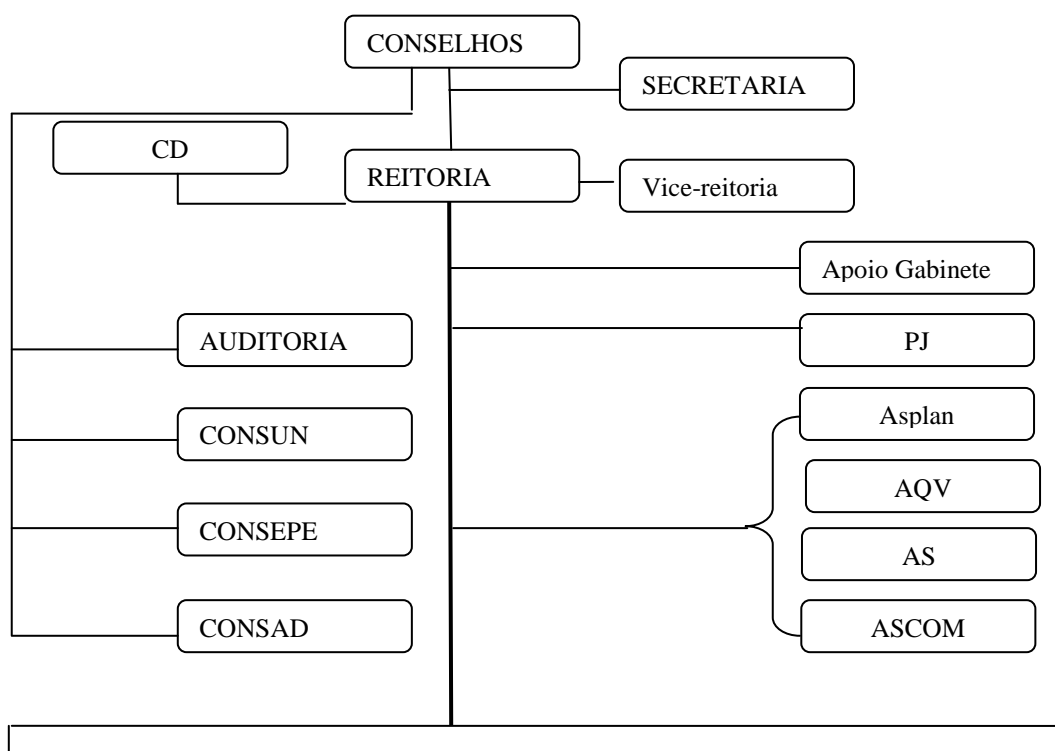 CONSELHOS
SECRETARIA
CD
REITORIA
Vice-reitoria
Apoio Gabinete
AUDITORIA
PJ
Asplan
CONSUN
AQV
CONSEPE
AS
CONSAD
ASCOM